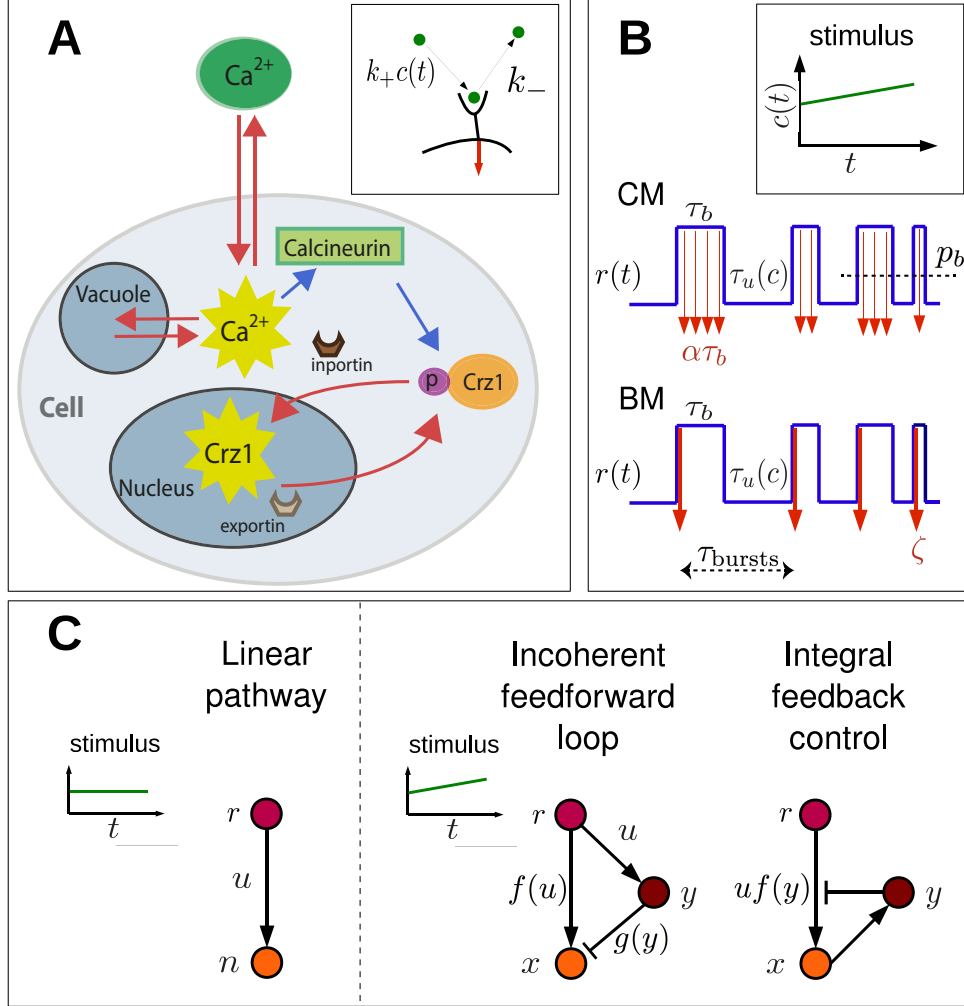 A
Ca2+
k+c(t)
k−
Calcineurin
Vacuole
Ca2+
inportin
p
Crz1
Cell
Crz1
Nucleus
exportin
B
stimulus
c(t)
t
CM
τb
r(t)
τu(c)
pb
ατb
BM
τb
r(t)
τu(c)
τbursts
ζ
C
Linear
pathway
stimulus
t
r
u
n
Incoherent
feedforward
loop
stimulus
t
r
u
f(u)
y
g(y)
x
Integral
feedback
control
r
uf(y)
y
x